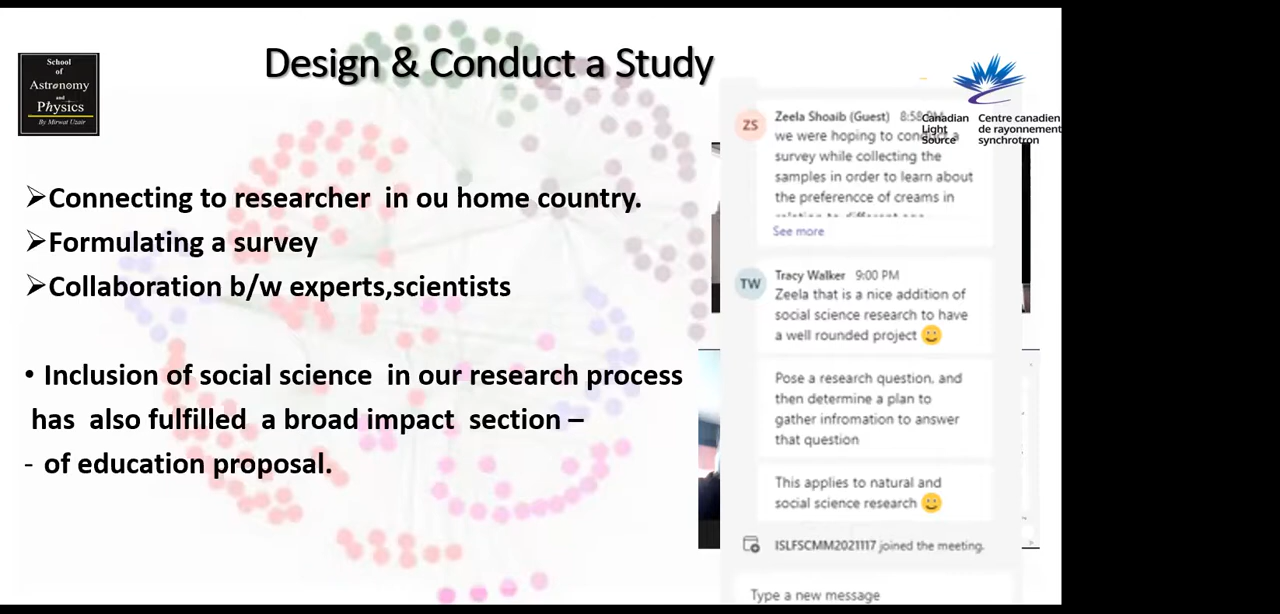 Design & Conduct a Study
School
of
Astronomy
and
Physics
By Mirwat Uzair
Canadian
Light
Source
Centre canadien
de rayonnement
synchrotron
➢Connecting to researcher in ou home country.
➢Formulating a survey
➢Collaboration b/w experts,scientists
• Inclusion of social science in our research process
has also fulfilled a broad impact section –
- of education proposal.
ZS
Zeela Shoaib (Guest) 8:58
we were hoping to conduct a
survey while collecting the
samples in order to learn about
the preferencce of creams in
See more
TW
Tracy Walker 9:00 PM
Zeela that is a nice addition of
social science research to have
a well rounded project 🙂
Pose a research question, and
then determine a plan to
gather infromation to answer
that question
This applies to natural and
social science research 🙂
ISLFSCMM2021117 joined the meeting.
Type a new message